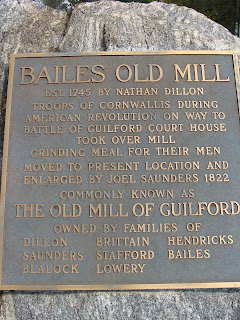 BAILES OLD MILL
EST. 1745 BY NATHAN DILLON
TROOPS OF CORNWALLIS DURING
AMERICAN REVOLUTION ON WAY TO
BATTLE OF GUILFORD COURT HOUSE
TOOK OVER MILL
GRINDING MEAL FOR THEIR MEN
MOVED TO PRESENT LOCATION AND
ENLARGED BY JOEL SAUNDERS 1822
COMMONLY KNOWN AS
THE OLD MILL OF GUILFORD
OWNED BY FAMILIES OF
DILLON BRITTAIN HENDRICKS
SAUNDERS STAFFORD BAILES
BLALOCK LOWERY